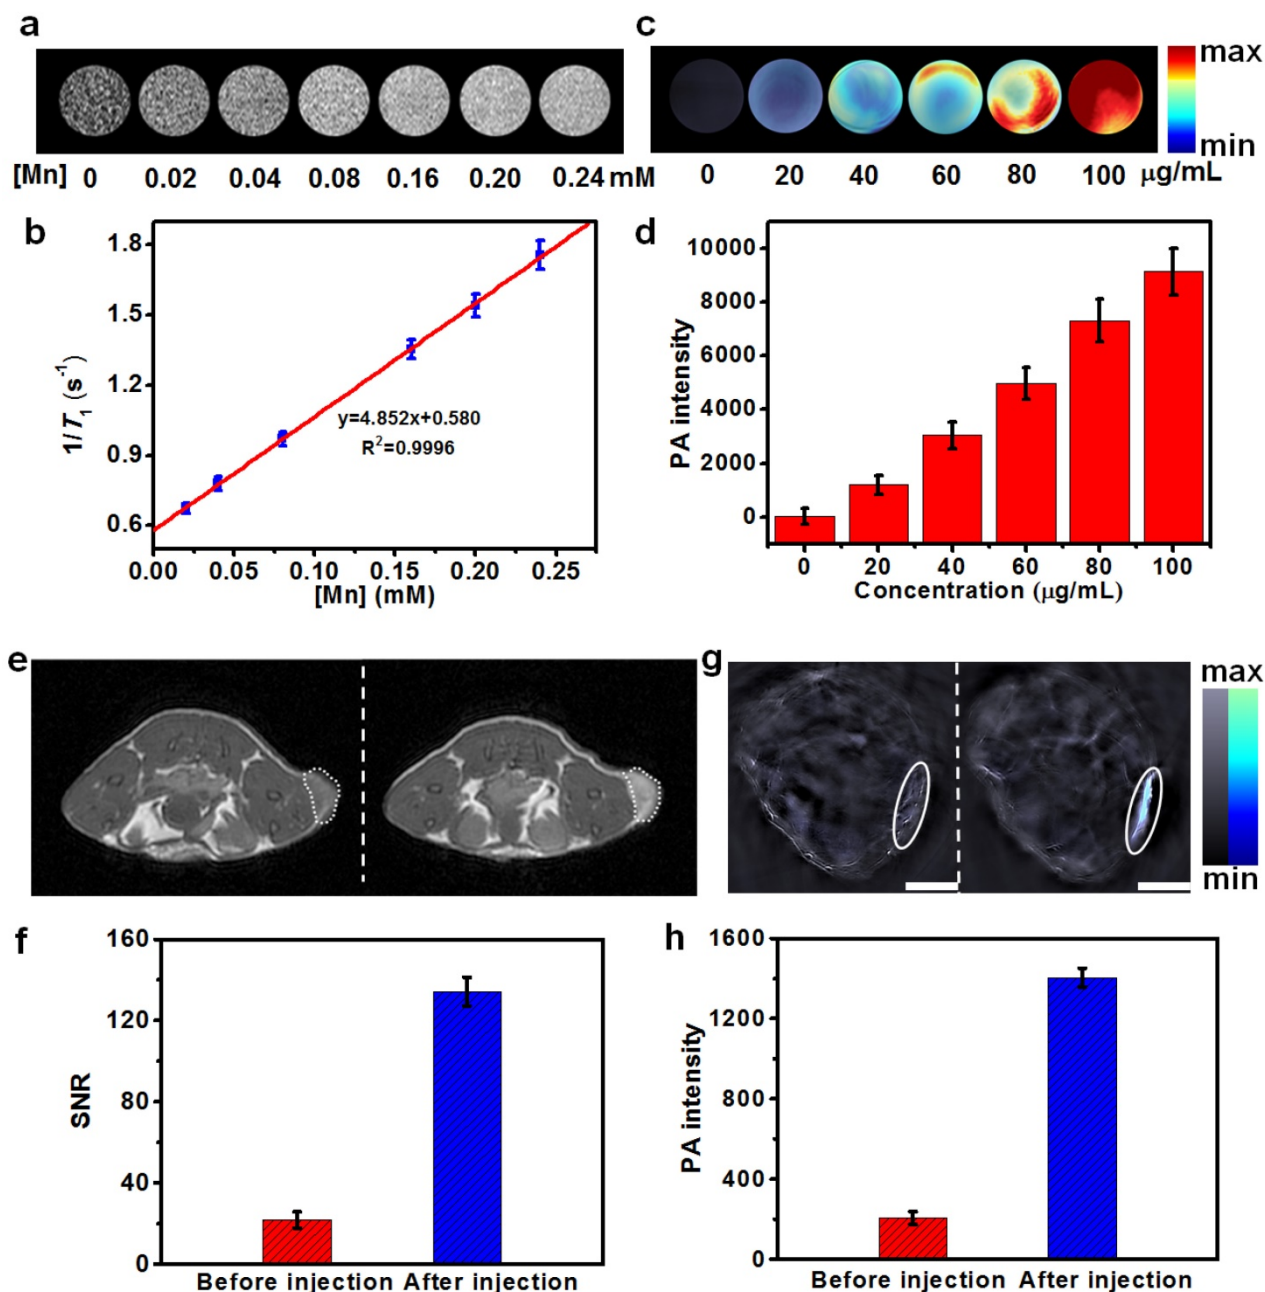 a
[Mn] 0 0.02 0.04 0.08 0.16 0.20 0.24 mM
c
max
min
0 20 40 60 80 100 μg/mL
b
1.8
1.5
1.2
0.9
0.6
1/T1 (s-1)
y=4.852x+0.580
R2=0.9996
0.00 0.05 0.10 0.15 0.20 0.25
[Mn] (mM)
d
10000
8000
6000
4000
2000
0
PA intensity
0 20 40 60 80 100
Concentration (μg/mL)
e
g
max
min
f
160
120
80
40
0
SNR
Before injection After injection
h
1600
1200
800
400
0
PA intensity
Before injection After injection